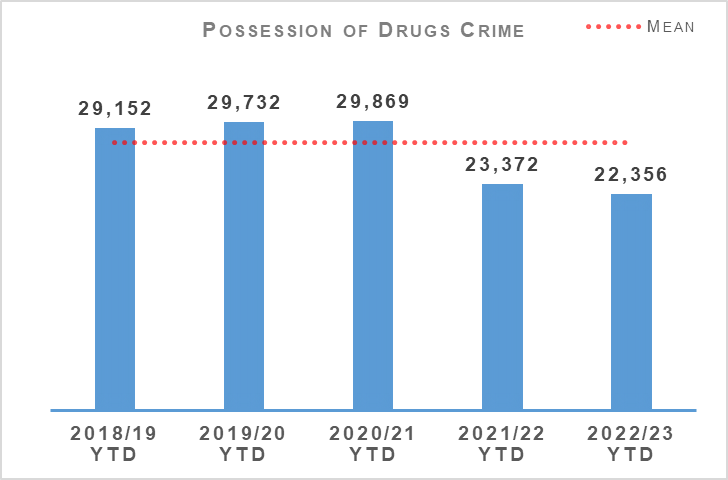 Possession of Drugs Crime
Mean
29,152
29,732
29,869
23,372
22,356
2018/19 YTD
2019/20 YTD
2020/21 YTD
2021/22 YTD
2022/23 YTD